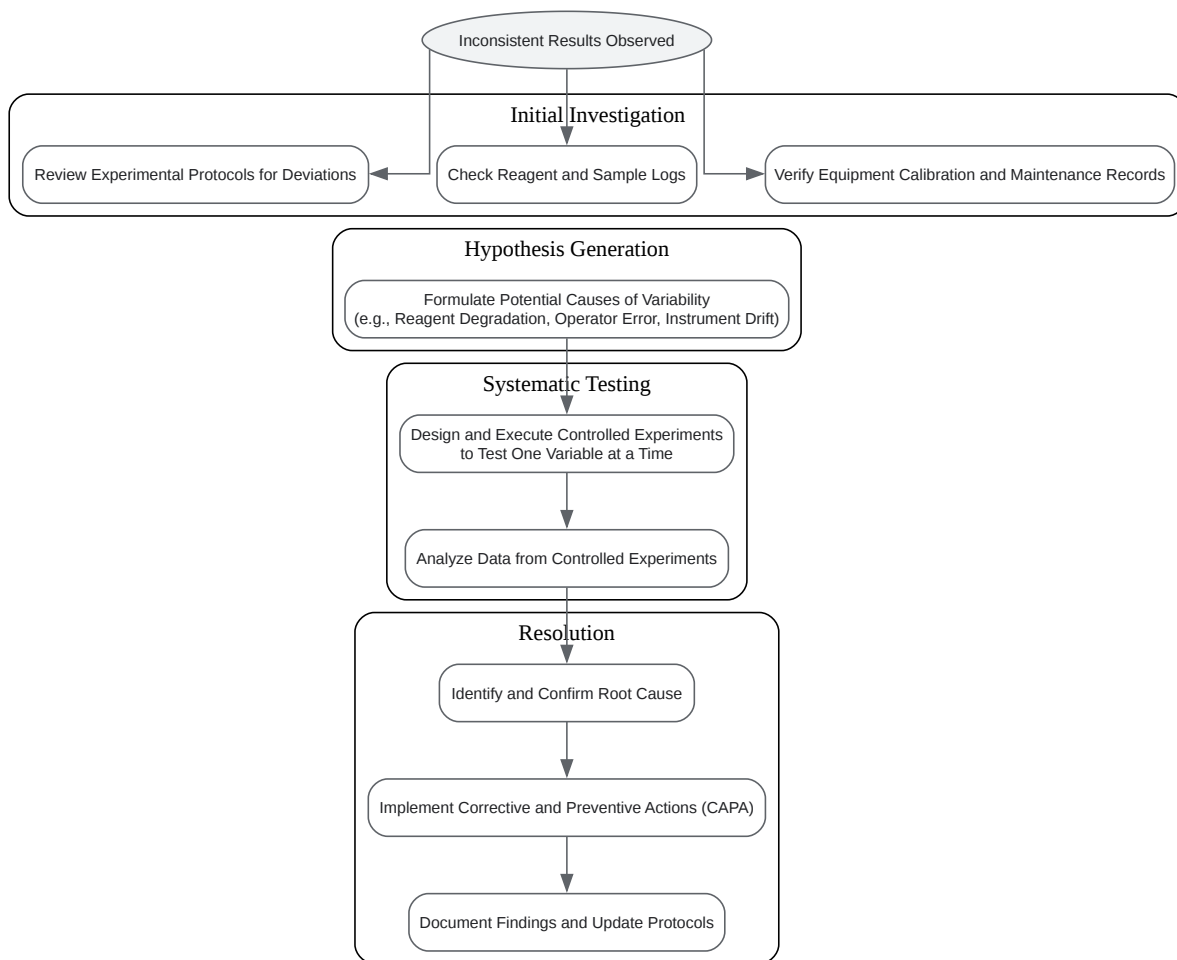 Inconsistent Results Observed
Initial Investigation
Review Experimental Protocols for Deviations
Check Reagent and Sample Logs
Verify Equipment Calibration and Maintenance Records
Hypothesis Generation
Formulate Potential Causes of Variability
(e.g., Reagent Degradation, Operator Error, Instrument Drift)
Systematic Testing
Design and Execute Controlled Experiments
to Test One Variable at a Time
Analyze Data from Controlled Experiments
Resolution
Identify and Confirm Root Cause
Implement Corrective and Preventive Actions (CAPA)
Document Findings and Update Protocols